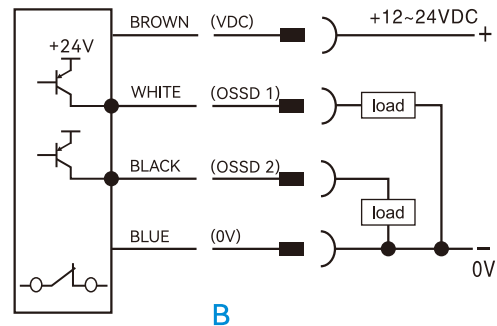 BROWN (VDC) +12~24VDC +
+24V
WHITE (OSSD 1) load
BLACK (OSSD 2)
load
BLUE (0V) -
0V
B